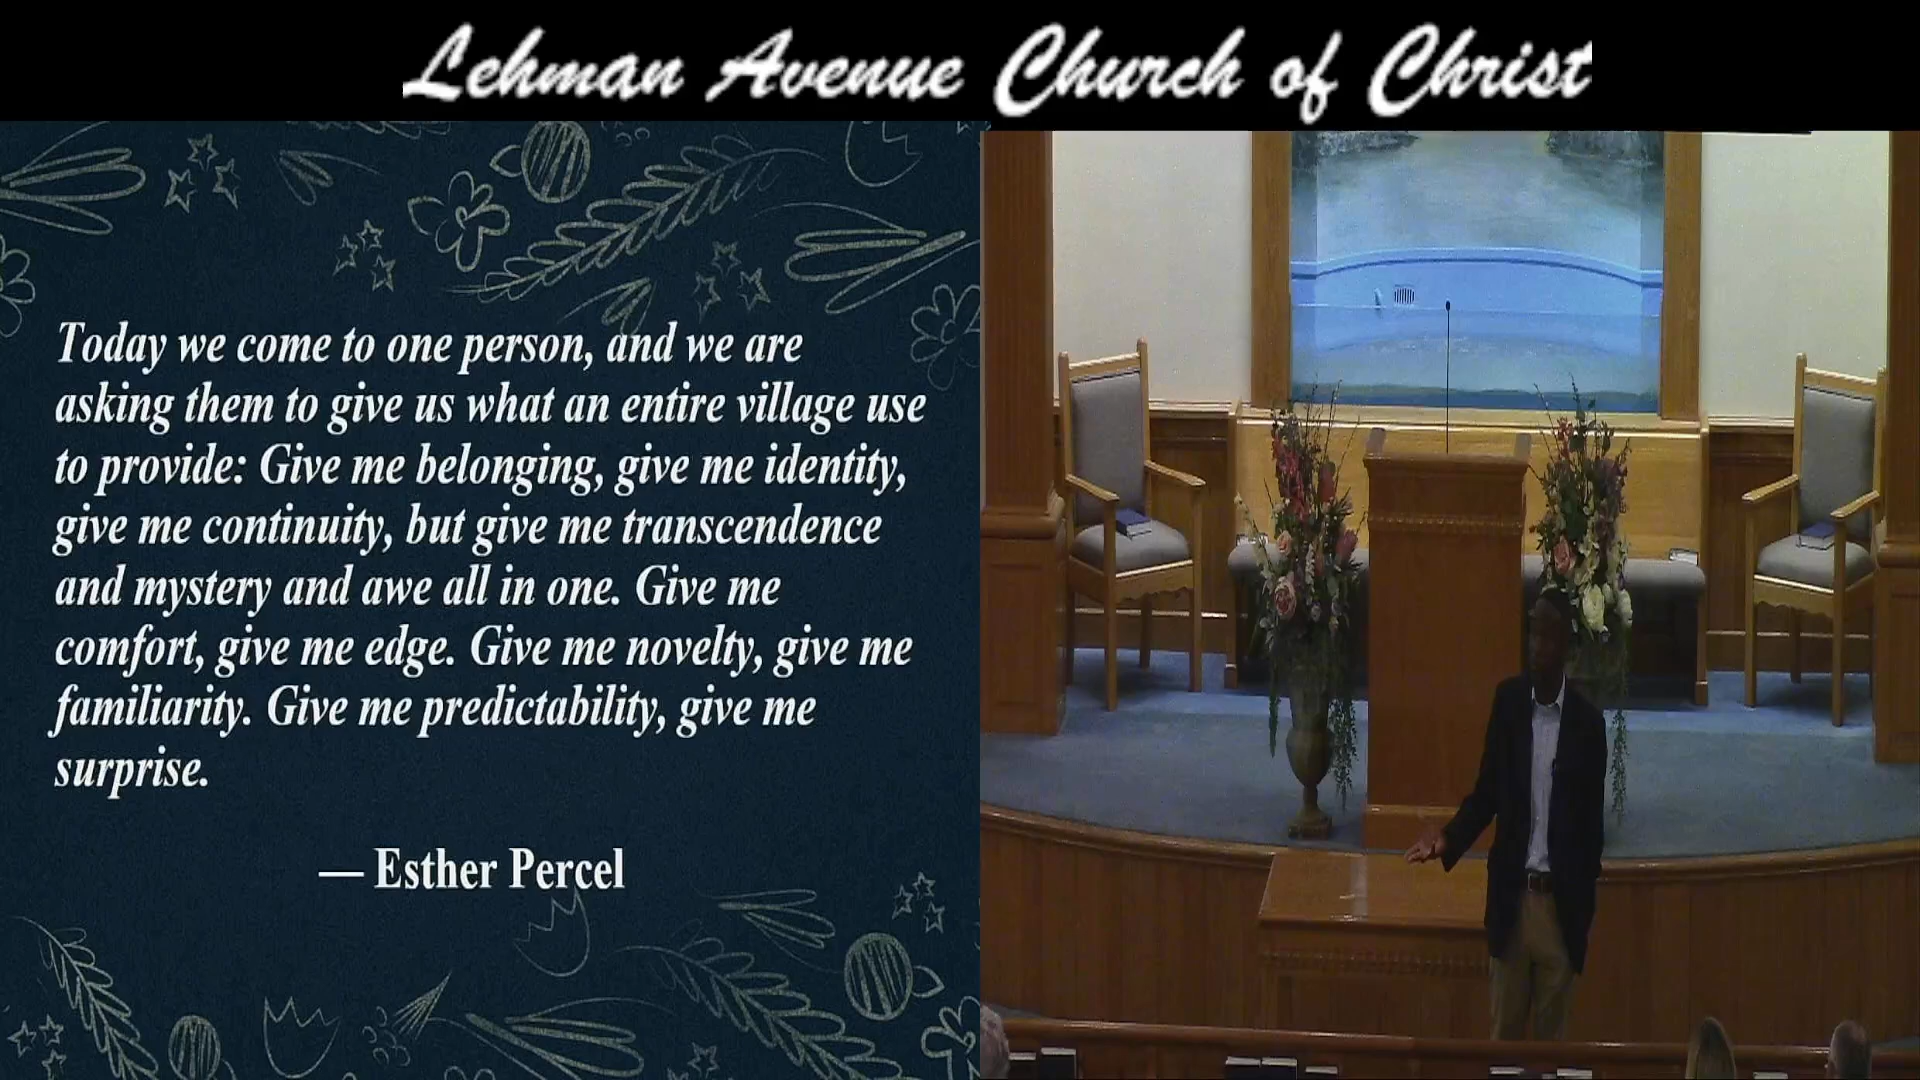 Lehman Avenue Church of Christ
Today we come to one person, and we are
asking them to give us what an entire village use
to provide: Give me belonging, give me identity,
give me continuity, but give me transcendence
and mystery and awe all in one. Give me
comfort, give me edge. Give me novelty, give me
familiarity. Give me predictability, give me
surprise.
— Esther Percel